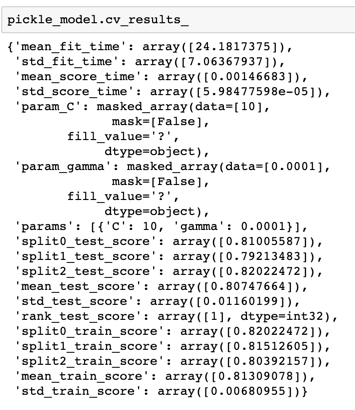 pickle_model.cv_results_
{'mean_fit_time': array([24.1817375]),
'std_fit_time': array([7.06367937]),
'mean_score_time': array([0.00146683]),
'std_score_time': array([5.98477598e-05]),
'param_C': masked_array(data=[10],
mask=[False],
fill_value='?',
dtype=object),
'param_gamma': masked_array(data=[0.0001],
mask=[False],
fill_value='?',
dtype=object),
'params': [{'C': 10, 'gamma': 0.0001}],
'split0_test_score': array([0.81005587]),
'split1_test_score': array([0.79213483]),
'split2_test_score': array([0.82022472]),
'mean_test_score': array([0.80747664]),
'std_test_score': array([0.01160199]),
'rank_test_score': array([1], dtype=int32),
'split0_train_score': array([0.82022472]),
'split1_train_score': array([0.81512605]),
'split2_train_score': array([0.80392157]),
'mean_train_score': array([0.81309078]),
'std_train_score': array([0.00680955])}